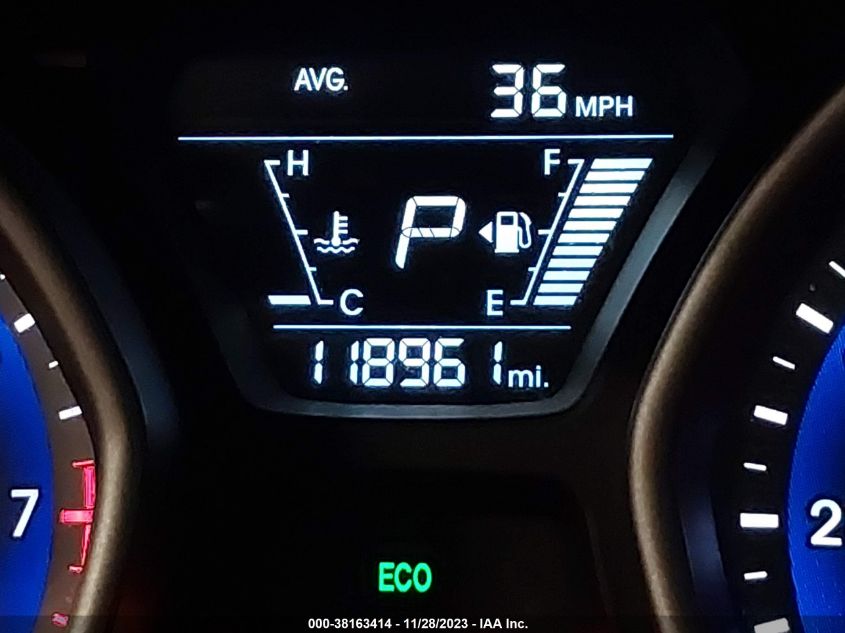 AVG. 36 MPH
H F
P
C E
118961 mi.
7 2
ECO
000-38163414 - 11/28/2023 - IAA Inc.